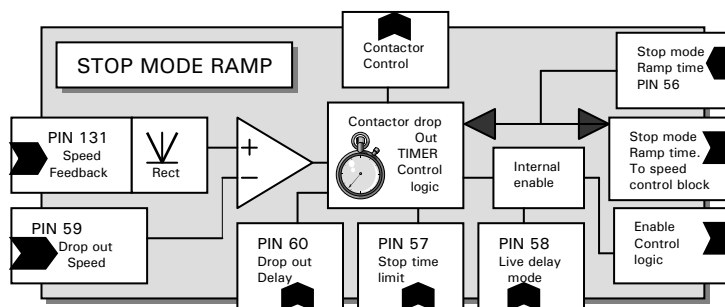 STOP MODE RAMP
Contactor
Control
Stop mode
Ramp time
PIN 56
PIN 131
Speed
Feedback
Rect
+
−
Contactor drop
Out
TIMER
Control
logic
Internal
enable
Stop mode
Ramp time.
To speed
control block
PIN 59
Drop out
Speed
PIN 60
Drop out
Delay
PIN 57
Stop time
limit
PIN 58
Live delay
mode
Enable
Control
logic